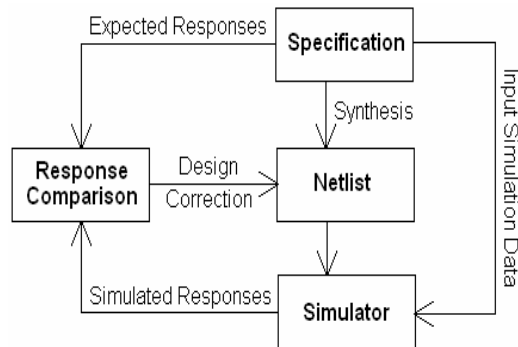 Expected Responses
Specification
Input Simulation Data
Synthesis
Response
Comparison
Design
Correction
Netlist
Simulated Responses
Simulator